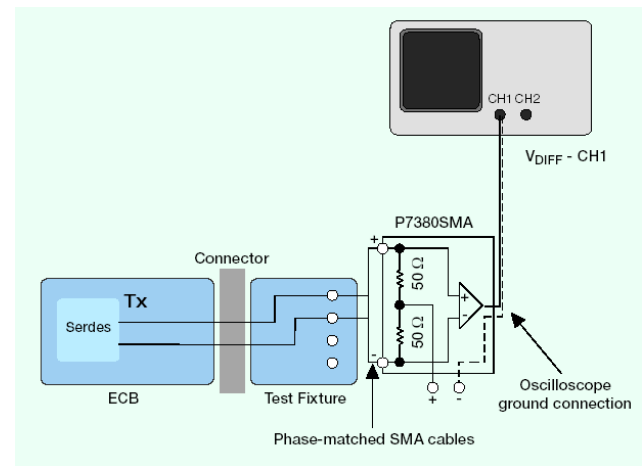 CH1 CH2
VDIFF - CH1
P7380SMA
Connector
+
50 Ω
+
Tx
Serdes
-
50 Ω
-
ECB
Test Fixture
+ -
Oscilloscope
ground connection
Phase-matched SMA cables